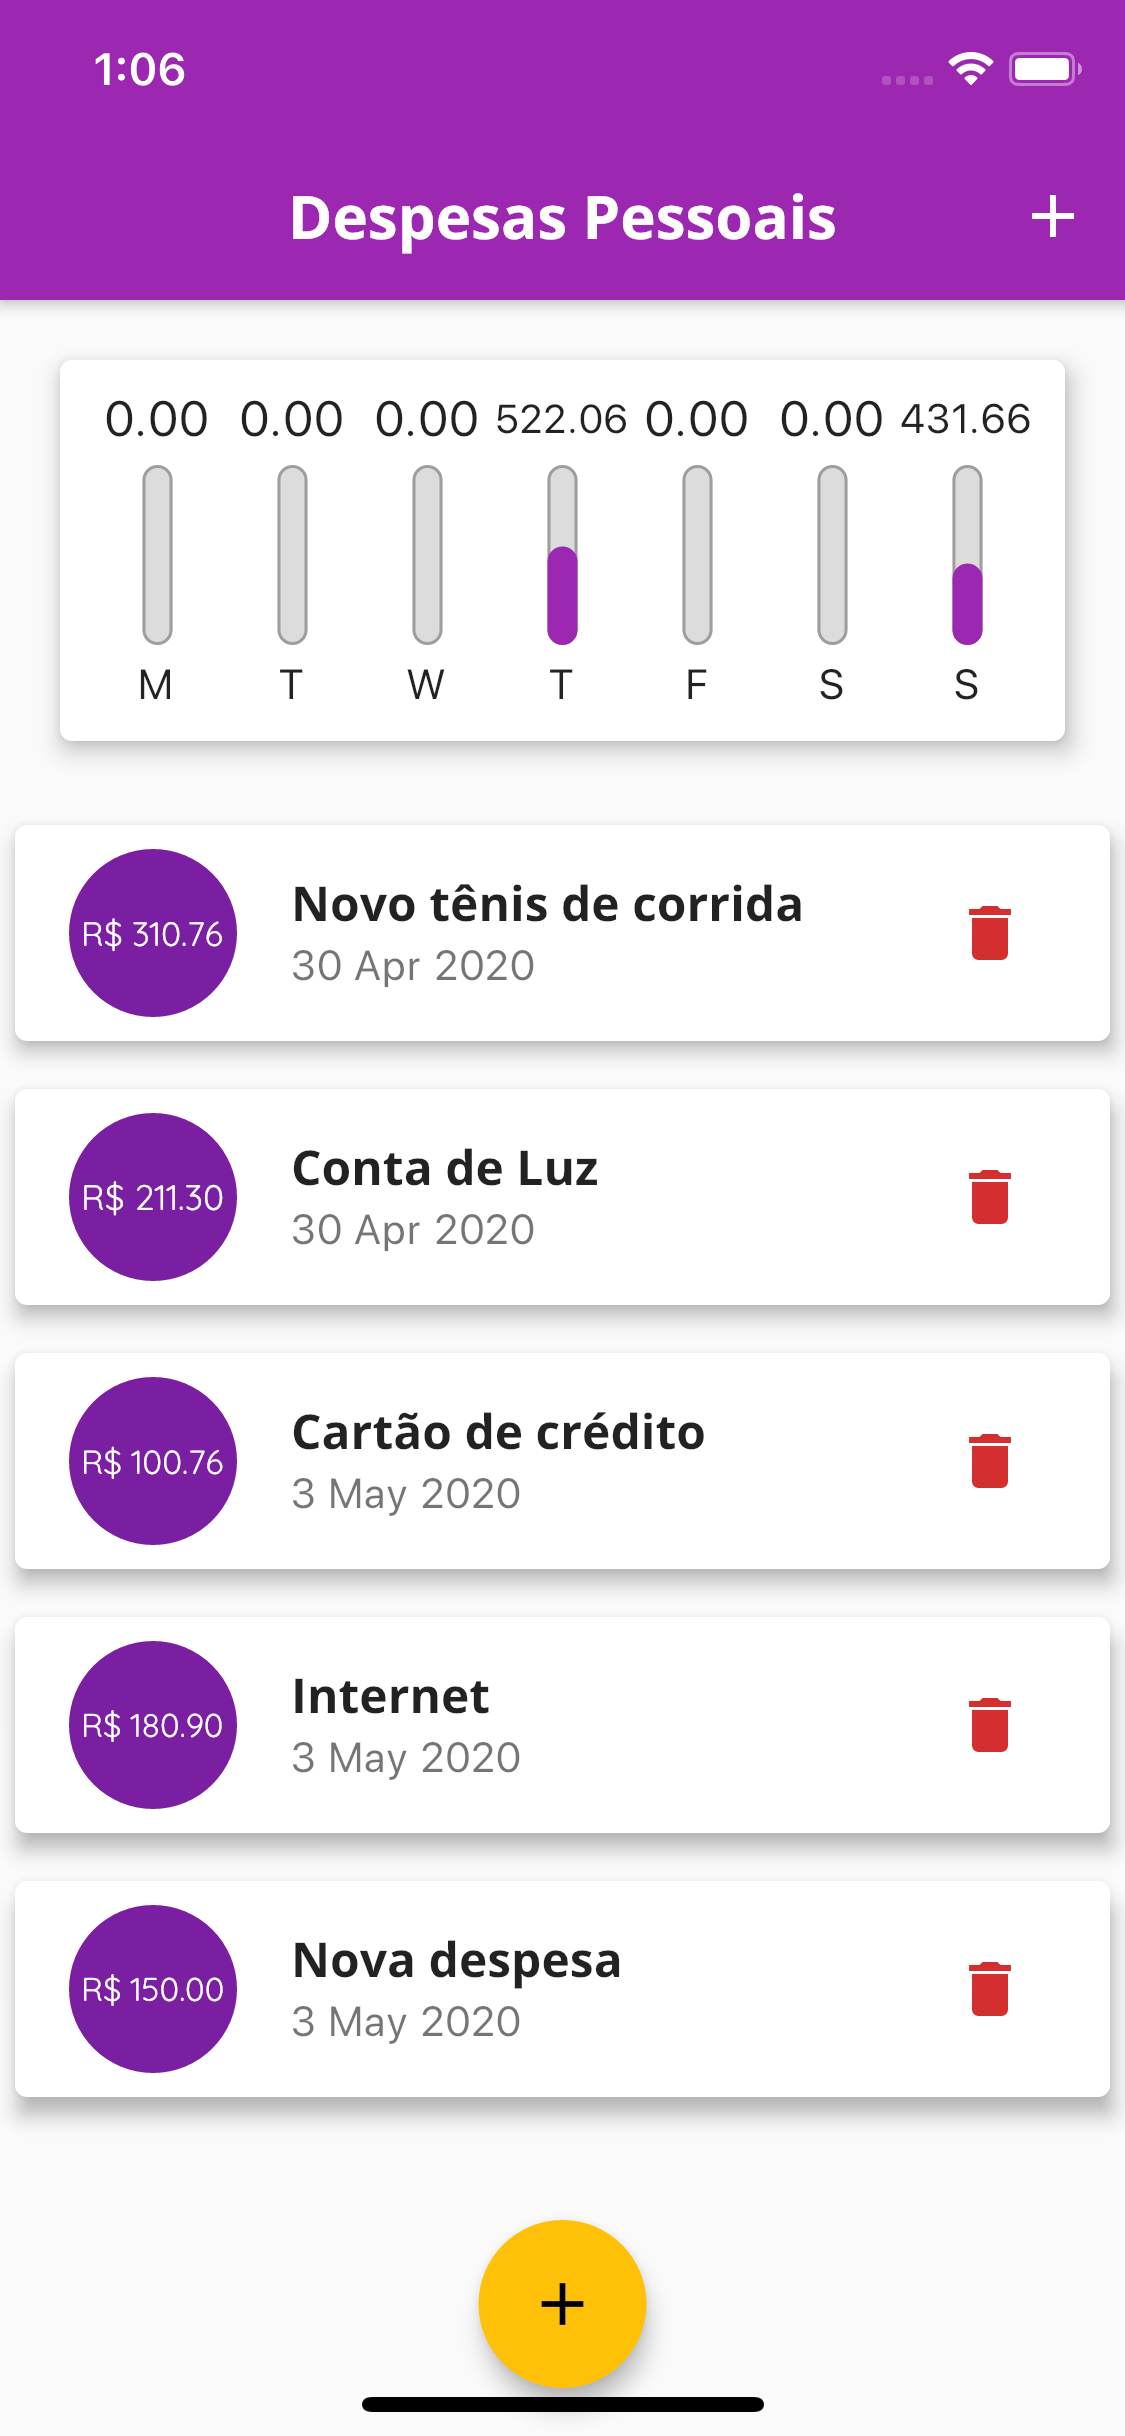 1:06
Despesas Pessoais +
0.00 0.00 0.00 522.06 0.00 0.00 431.66
M T W T F S S
R$ 310.76
Novo tênis de corrida
30 Apr 2020
R$ 211.30
Conta de Luz
30 Apr 2020
R$ 100.76
Cartão de crédito
3 May 2020
R$ 180.90
Internet
3 May 2020
R$ 150.00
Nova despesa
3 May 2020
+